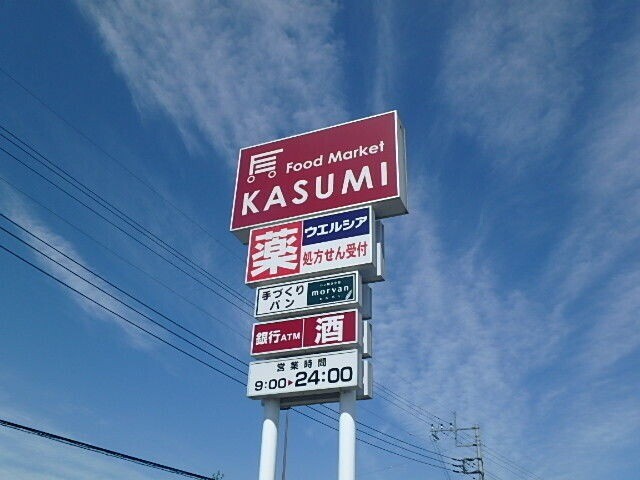 Food Market
KASUMI
薬
ウエルシア
処方せん受付
手づくり
パン
morvan
銀行ATM
酒
営業時間
9:00▶24:00